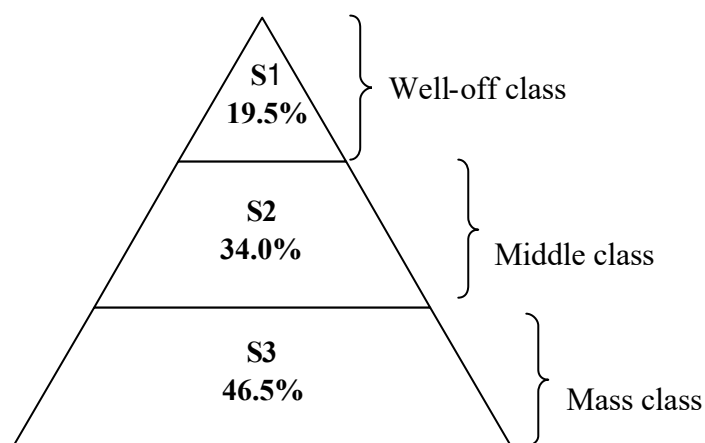 S1
19.5%
Well-off class
S2
34.0%
Middle class
S3
46.5%
Mass class